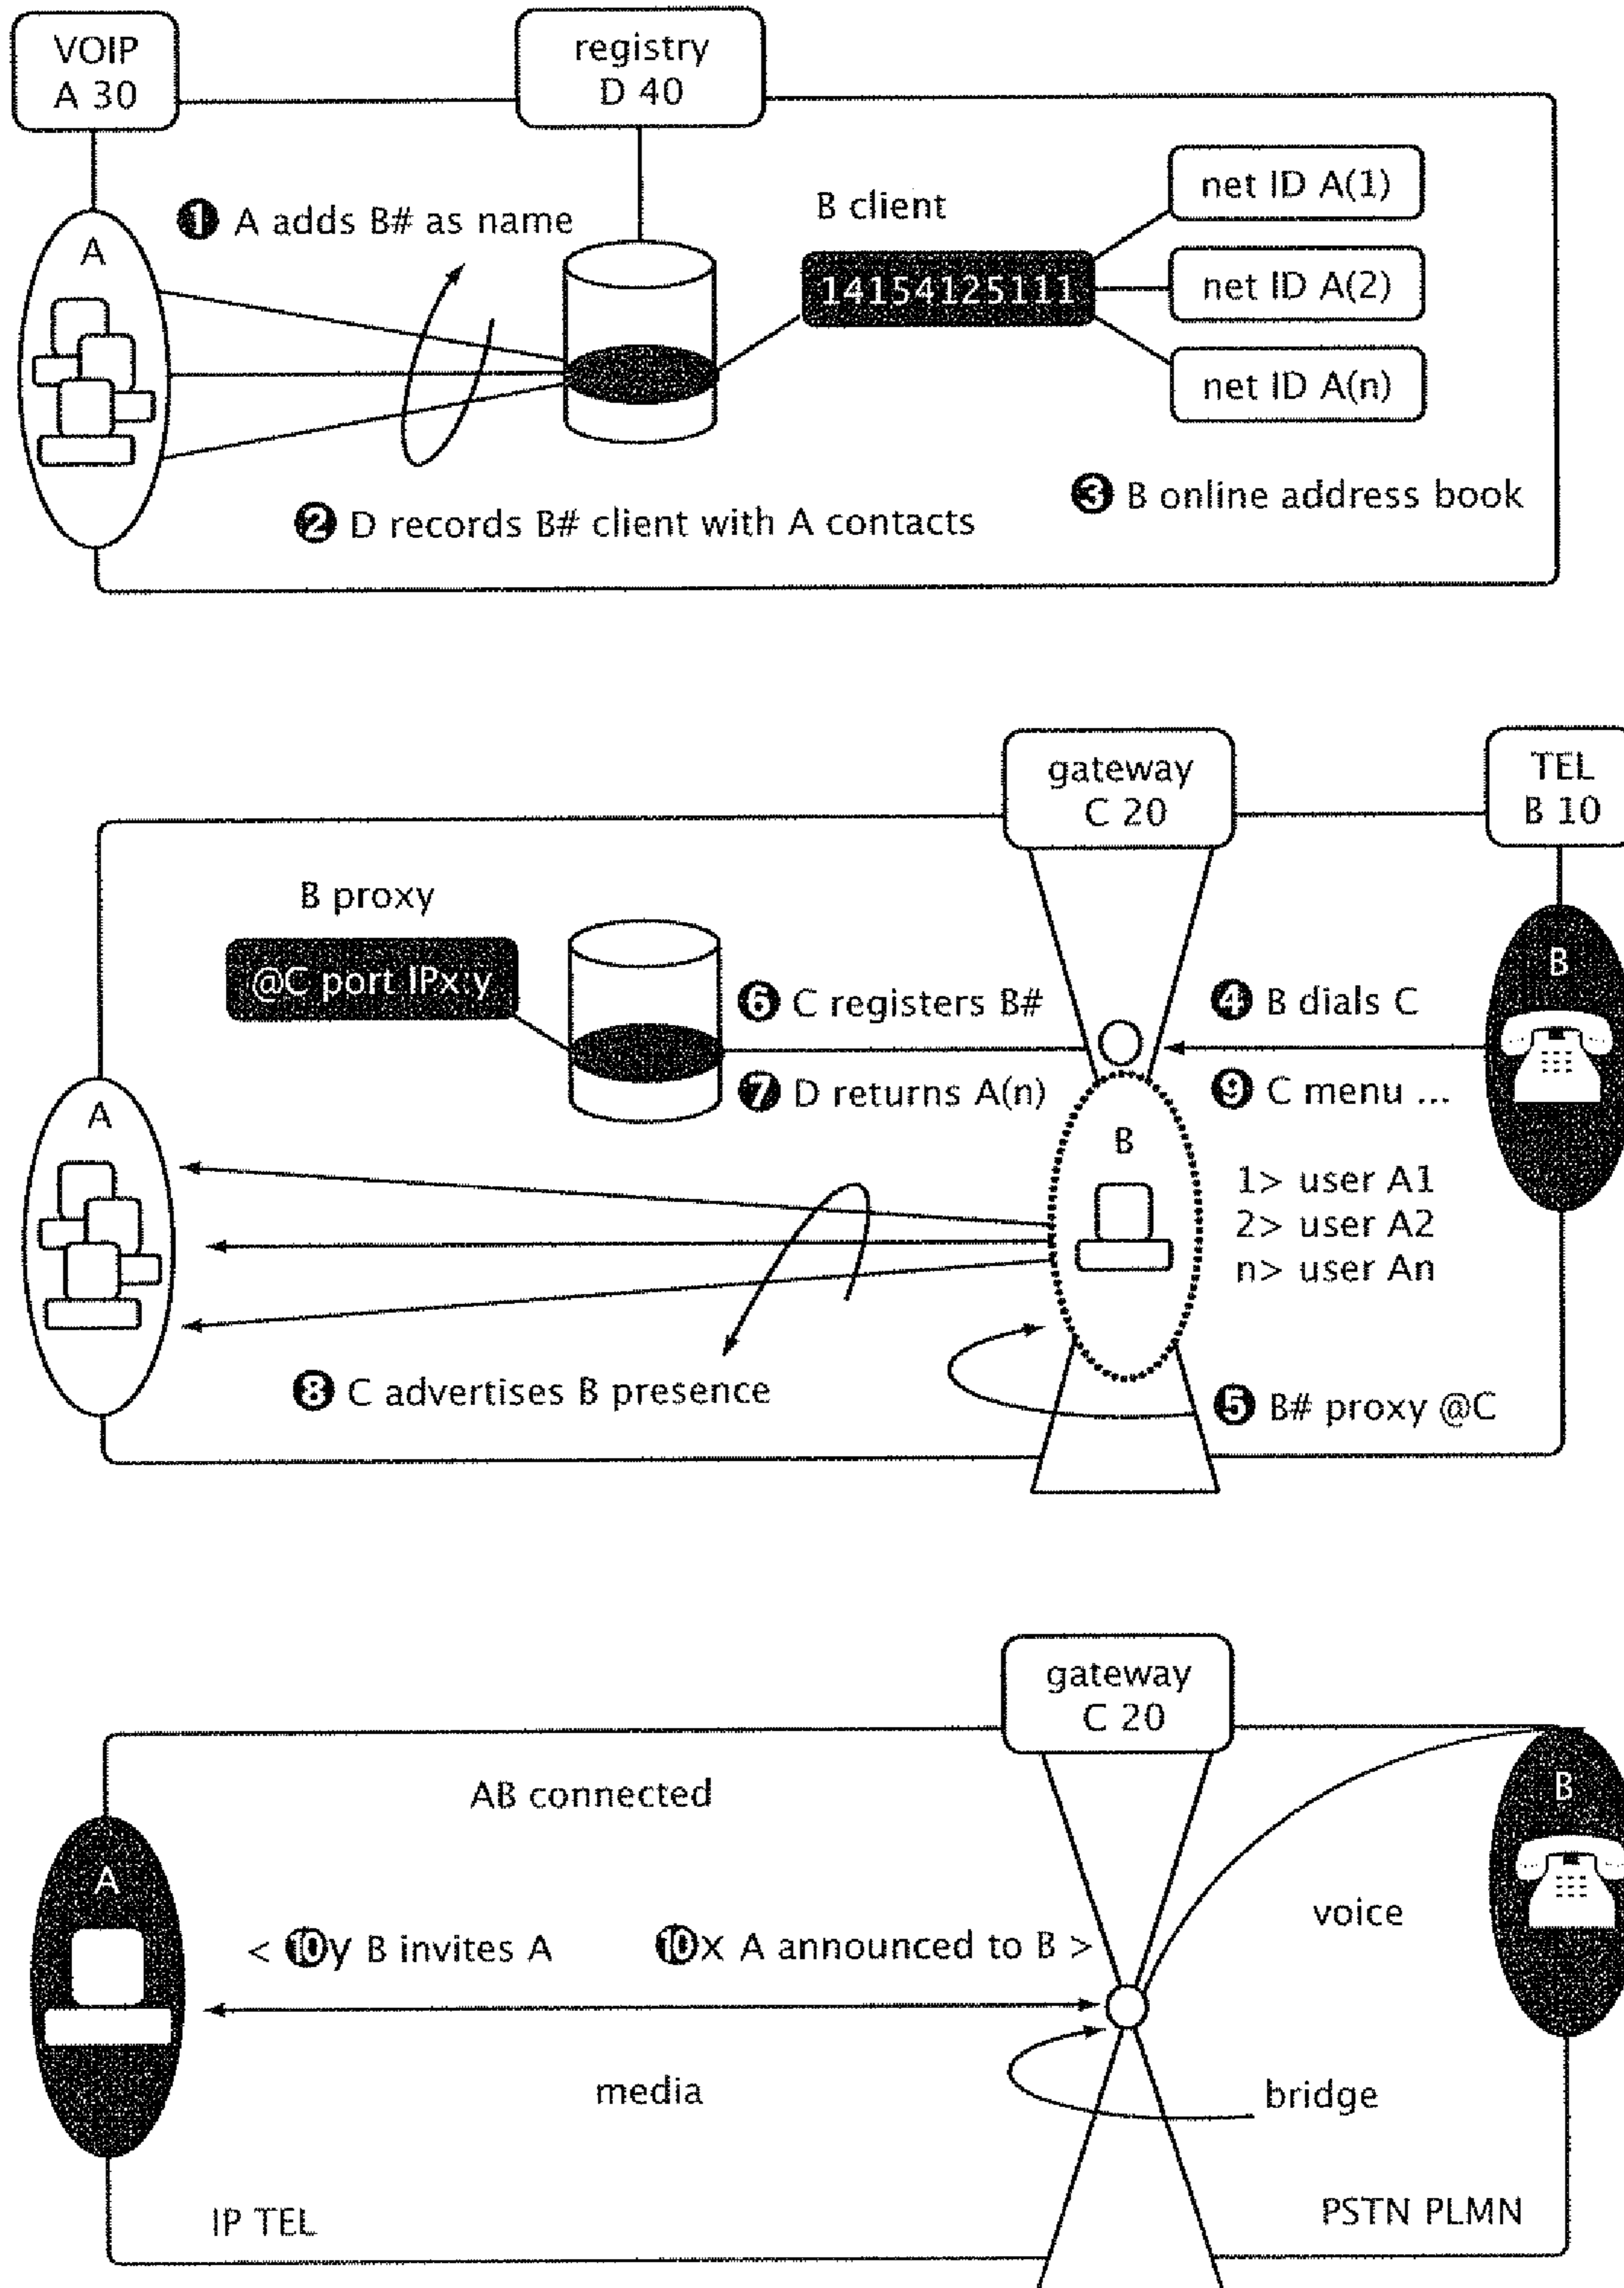 VOIP
A 30
registry
D 40
A
❶ A adds B# as name
B client
14154125111
net ID A(1)
net ID A(2)
net ID A(n)
❷ D records B# client with A contacts
❸ B online address book
gateway
C 20
TEL
B 10
B proxy
@C port IPx:y
❻ C registers B#
❹ B dials C
B
❼ D returns A(n)
❾ C menu ...
A
B
1> user A1
2> user A2
n> user An
❽ C advertises B presence
❺ B# proxy @C
gateway
C 20
AB connected
B
A
voice
< ❿y B invites A
❿x A announced to B >
media
bridge
IP TEL
PSTN PLMN